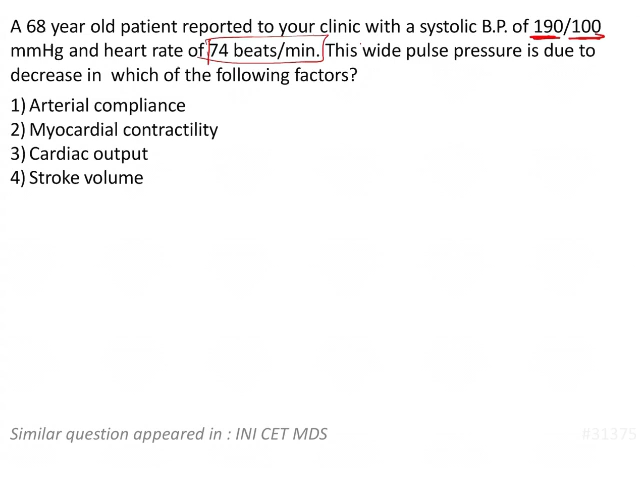 A 68 year old patient reported to your clinic with a systolic B.P. of 190/100
mmHg and heart rate of 74 beats/min. This wide pulse pressure is due to
decrease in which of the following factors?
1) Arterial compliance
2) Myocardial contractility
3) Cardiac output
4) Stroke volume
Similar question appeared in : INI CET MDS
#31375